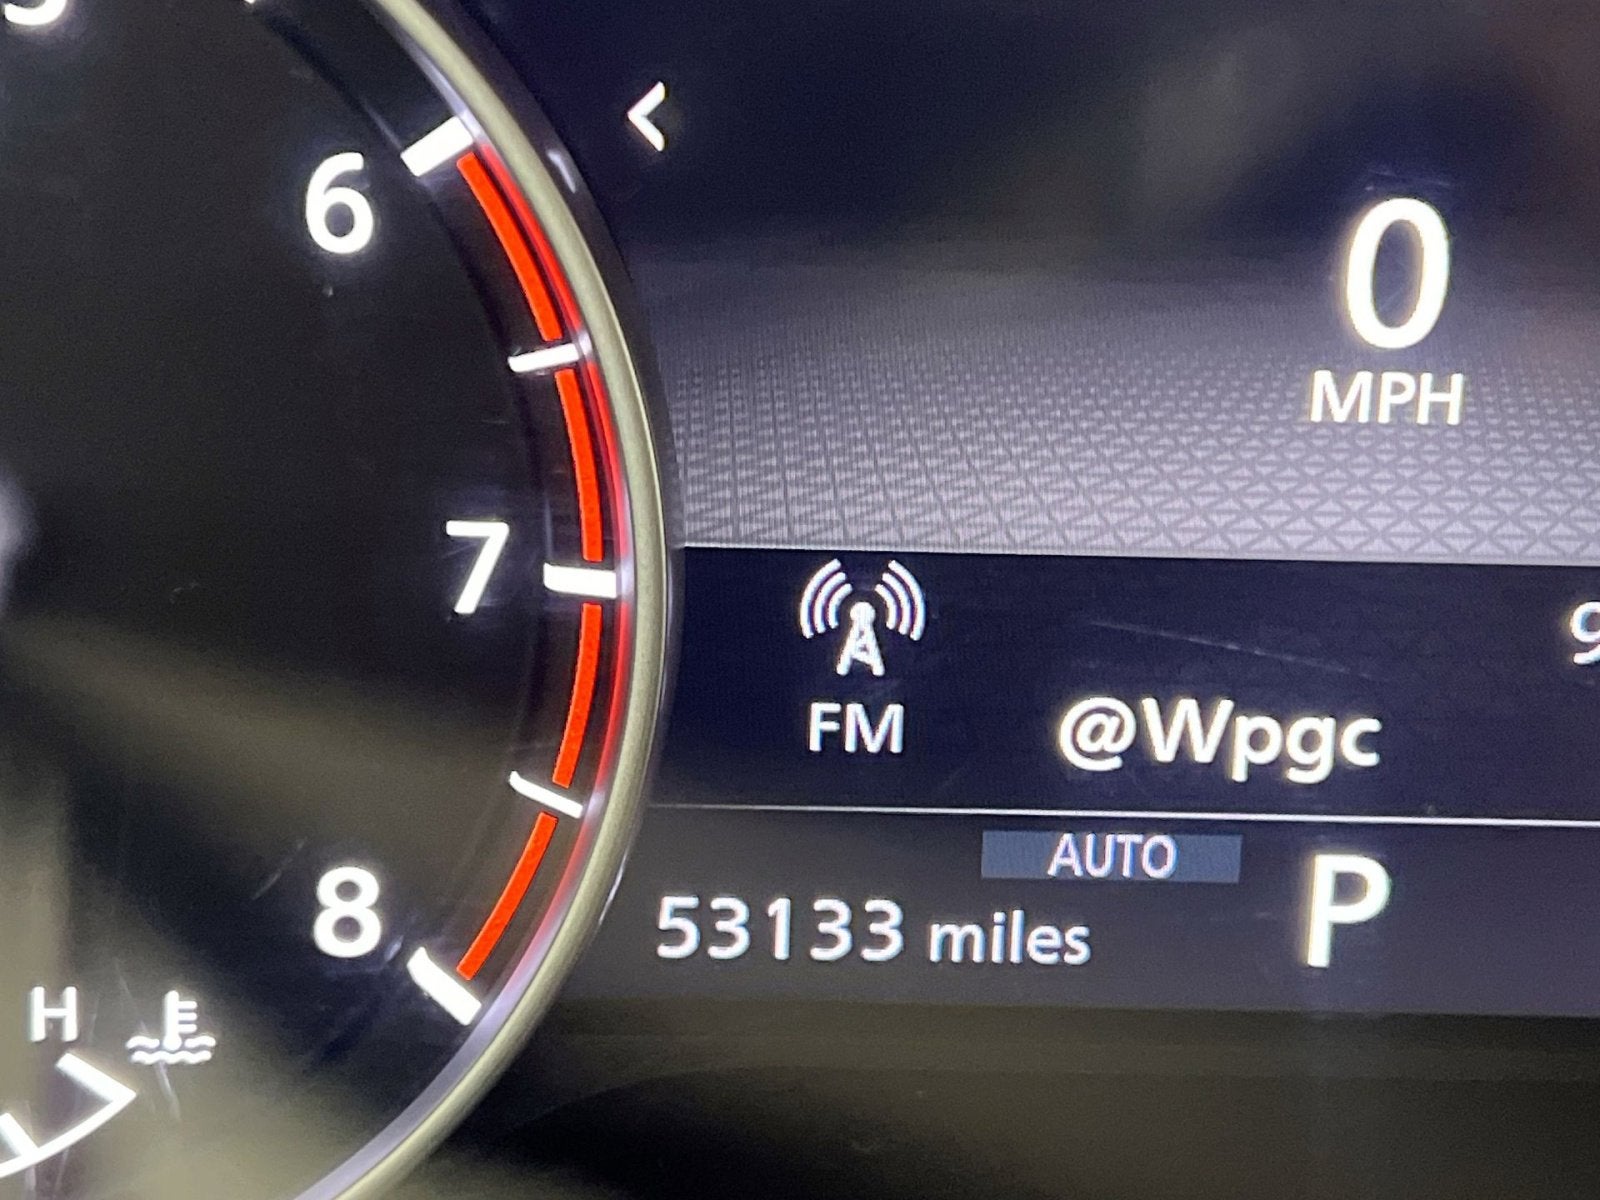 6
7
8
H
0
MPH
FM
@Wpgc
AUTO
53133 miles
P